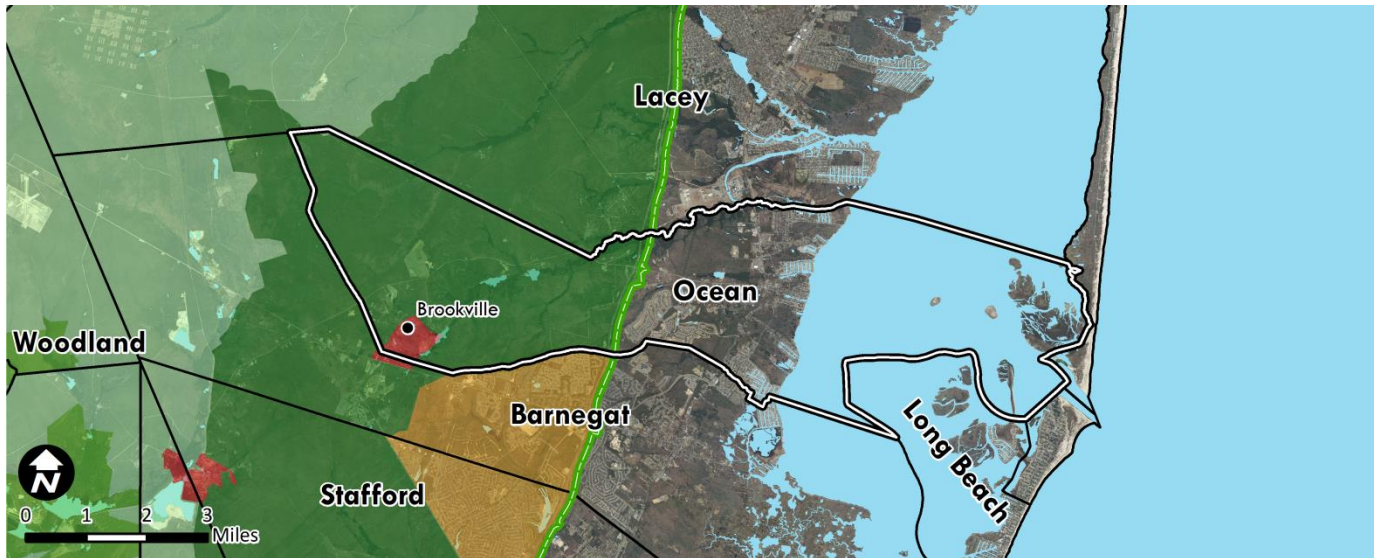 Lacey
Ocean
Brookville
Woodland
Barnegat
Long Beach
Stafford
N
0 1 2 3
Miles